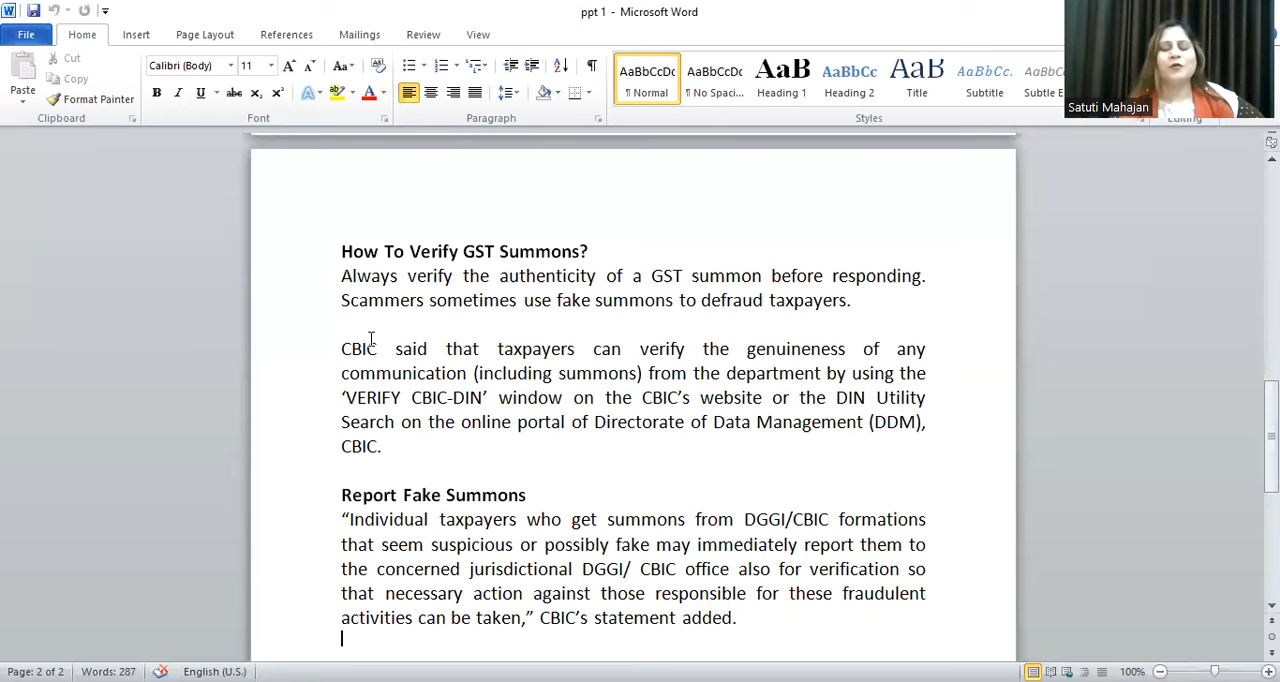 ppt 1 - Microsoft Word
File Home Insert Page Layout References Mailings Review View
Cut
Copy
Format Painter
Paste
Clipboard
Calibri (Body) 11
Font
Paragraph
AaBbCcDc AaBbCcDc AaB AaBbCc AaB AaBbCc. AaBbCc
¶ Normal ¶ No Spaci... Heading 1 Heading 2 Title Subtitle Subtle E
Styles
Editing
Satuti Mahajan
How To Verify GST Summons?
Always verify the authenticity of a GST summon before responding.
Scammers sometimes use fake summons to defraud taxpayers.
CBIC said that taxpayers can verify the genuineness of any
communication (including summons) from the department by using the
‘VERIFY CBIC-DIN’ window on the CBIC’s website or the DIN Utility
Search on the online portal of Directorate of Data Management (DDM),
CBIC.
Report Fake Summons
“Individual taxpayers who get summons from DGGI/CBIC formations
that seem suspicious or possibly fake may immediately report them to
the concerned jurisdictional DGGI/ CBIC office also for verification so
that necessary action against those responsible for these fraudulent
activities can be taken,” CBIC’s statement added.
Page: 2 of 2 Words: 287 English (U.S.) 100%